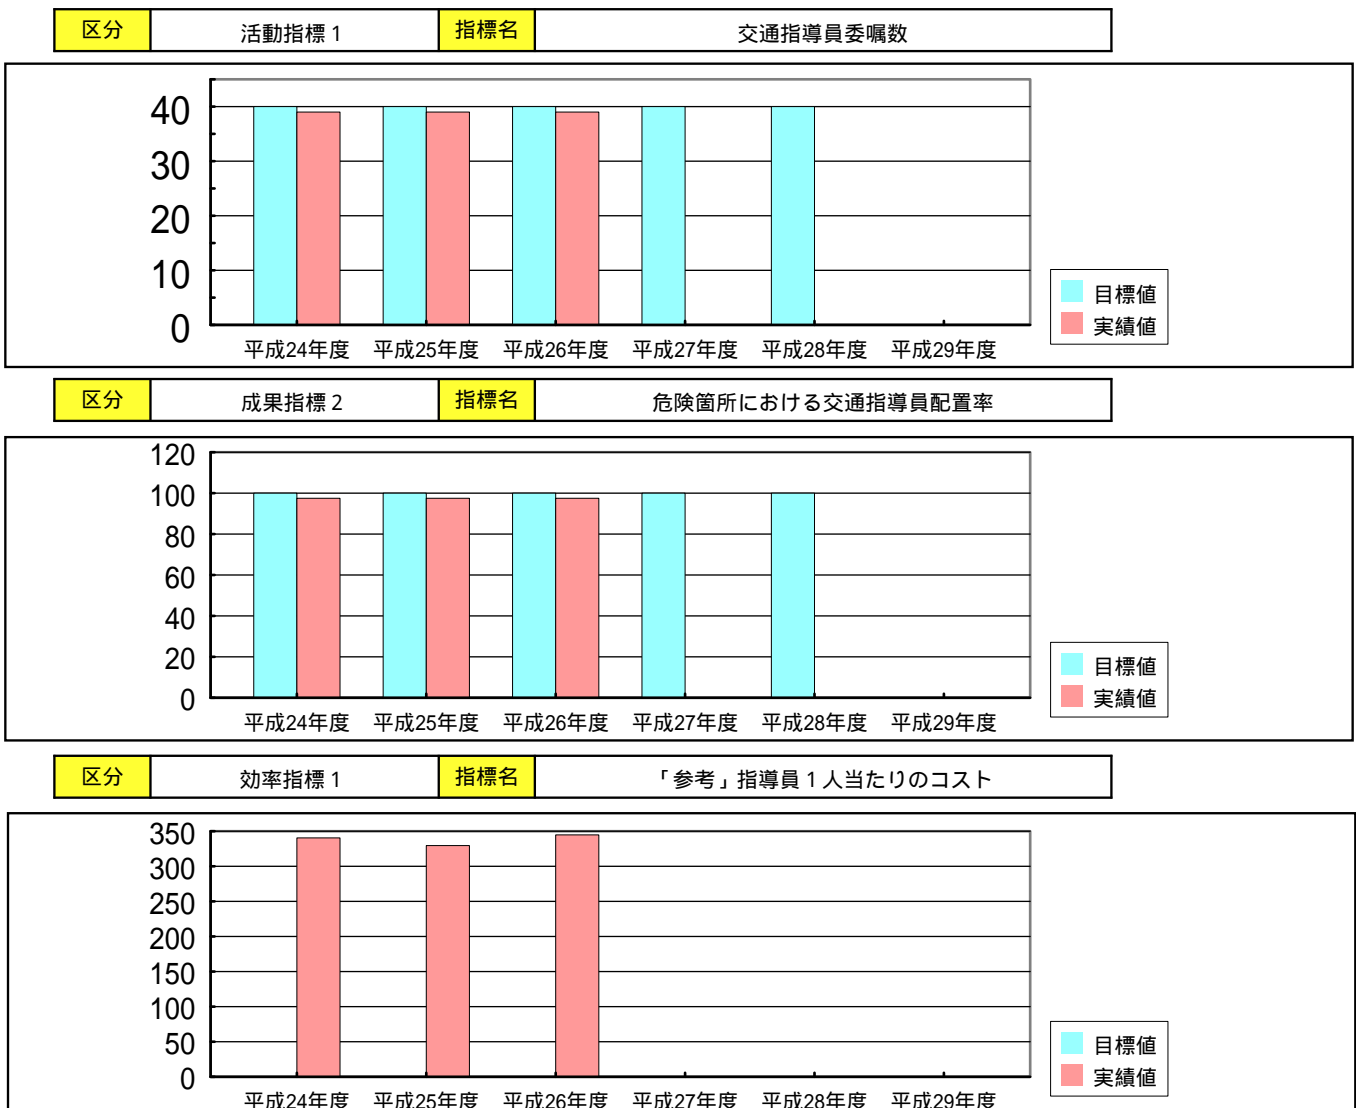 区分 活動指標１ 指標名 交通指導員委嘱数
40
30
20
10
0
平成24年度 平成25年度 平成26年度 平成27年度 平成28年度 平成29年度
目標値
実績値
区分 成果指標２ 指標名 危険箇所における交通指導員配置率
120
100
80
60
40
20
0
平成24年度 平成25年度 平成26年度 平成27年度 平成28年度 平成29年度
目標値
実績値
区分 効率指標１ 指標名 「参考」指導員１人当たりのコスト
350
300
250
200
150
100
50
0
平成24年度 平成25年度 平成26年度 平成27年度 平成28年度 平成29年度
目標値
実績値